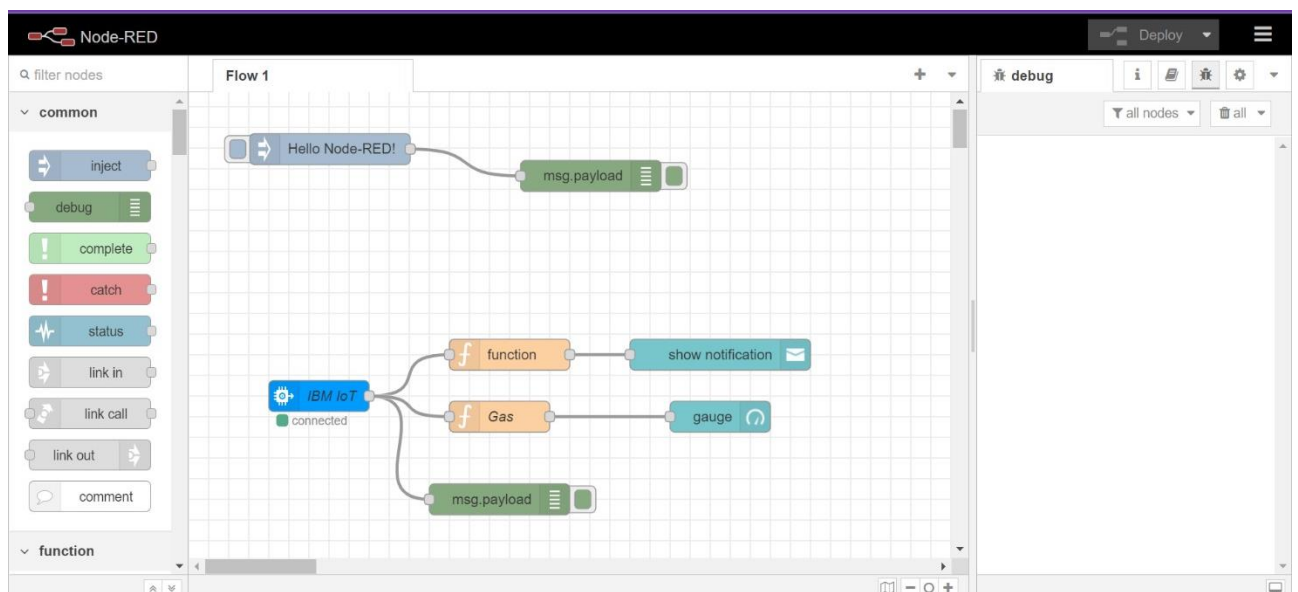 Node-RED
Deploy
filter nodes
Flow 1
debug
i
common
all nodes
all
inject
debug
complete
catch
status
link in
link call
link out
comment
function
Hello Node-RED!
msg.payload
function
show notification
IBM IoT
connected
f
Gas
gauge
msg.payload